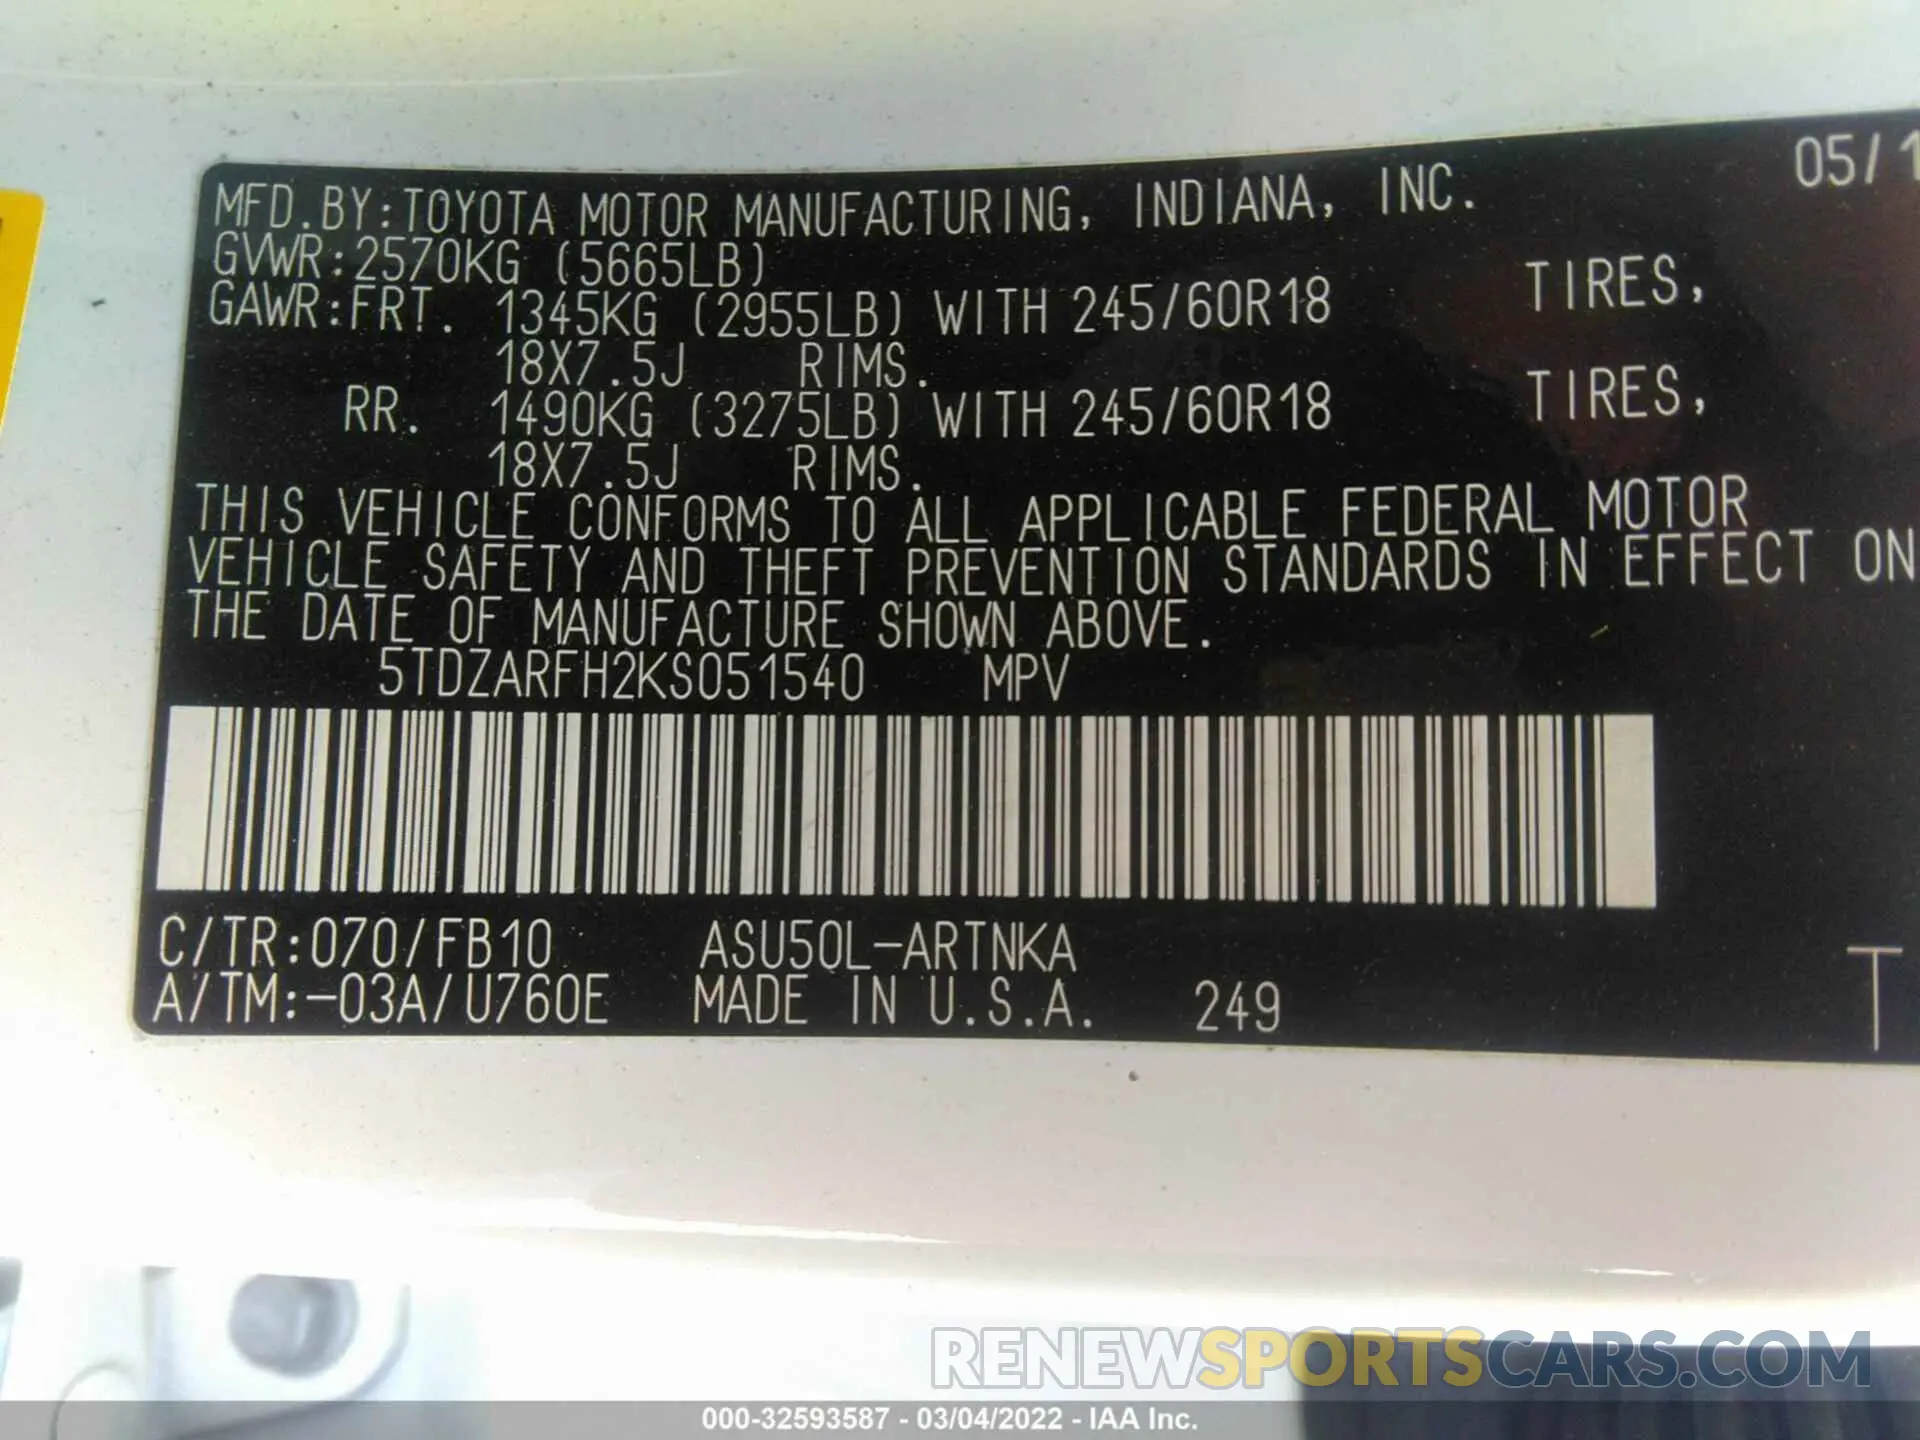 05/1
MFD.BY:TOYOTA MOTOR MANUFACTURING, INDIANA, INC.
GVWR:2570KG (5665LB)
GAWR:FRT. 1345KG (2955LB) WITH 245/60R18 TIRES,
18X7.5J RIMS.
RR. 1490KG (3275LB) WITH 245/60R18 TIRES,
18X7.5J RIMS.
THIS VEHICLE CONFORMS TO ALL APPLICABLE FEDERAL MOTOR
VEHICLE SAFETY AND THEFT PREVENTION STANDARDS IN EFFECT ON
THE DATE OF MANUFACTURE SHOWN ABOVE.
5TDZARFH2KS051540 MPV
C/TR:070/FB10 ASU50L-ARTNKA
A/TM:-03A/U760E MADE IN U.S.A. 249
T
RENEWSPORTSCARS.COM
000-32593587 - 03/04/2022 - IAA Inc.